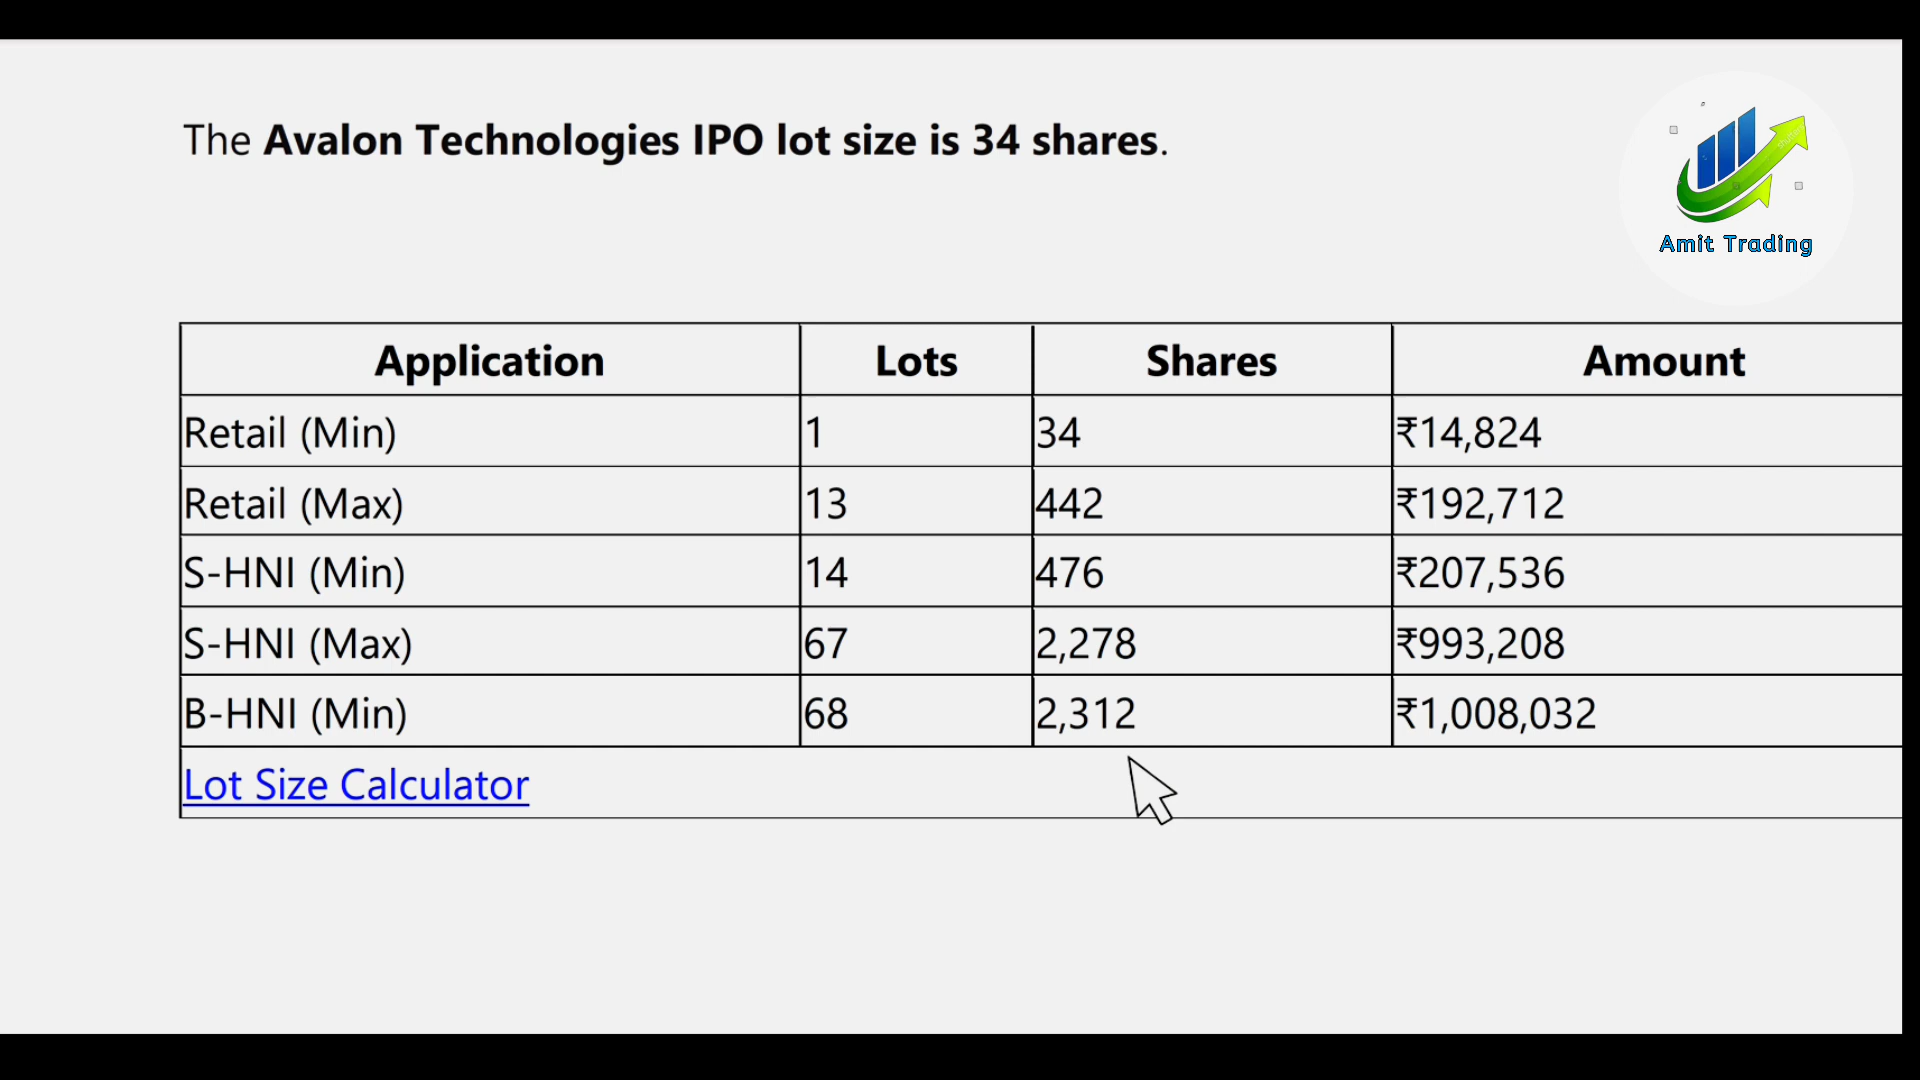 The Avalon Technologies IPO lot size is 34 shares.
Amit Trading
Application Lots Shares Amount
Retail (Min) 1 34 ₹14,824
Retail (Max) 13 442 ₹192,712
S-HNI (Min) 14 476 ₹207,536
S-HNI (Max) 67 2,278 ₹993,208
B-HNI (Min) 68 2,312 ₹1,008,032
Lot Size Calculator